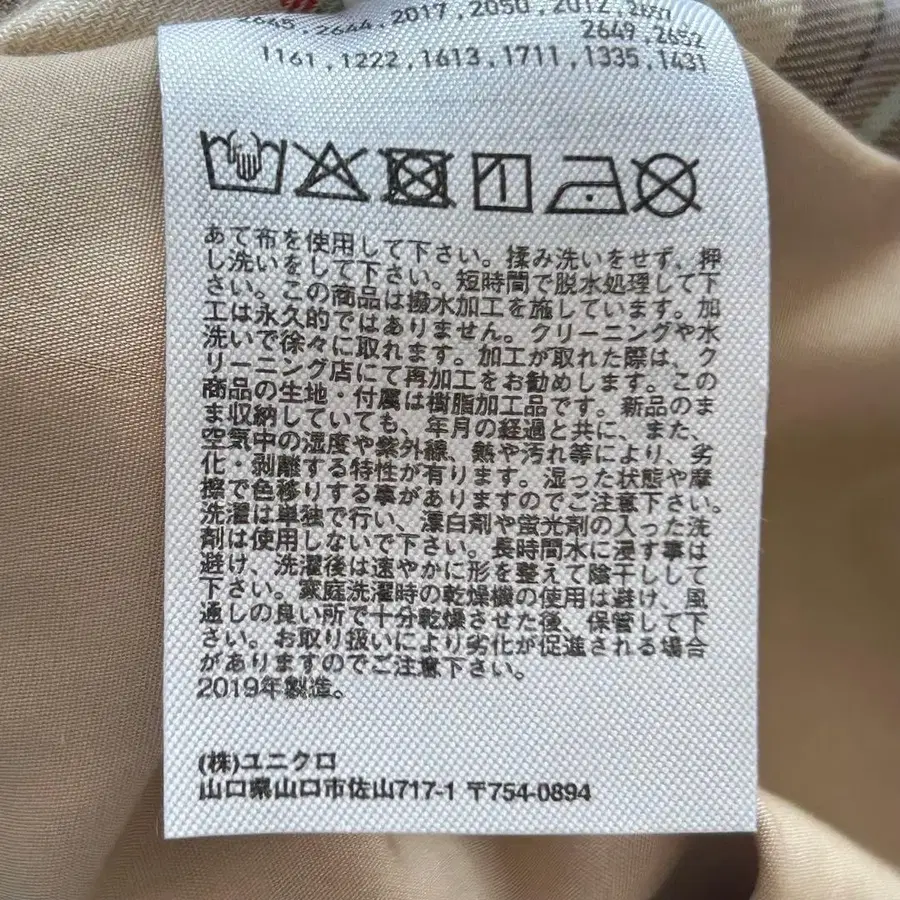 2645,2644,2017,2050,2012,2651
2649,2652
1161,1222,1613,1711,1335,1431
あて布を使用して下さい。揉み洗いをせず、押
し洗いをして下さい。短時間で脱水処理して下
さい。この商品は撥水加工を施しています。加
工は永久的ではありません。クリーニングや水
洗いで徐々に取れます。加工が取れた際は、ク
リーニング店にて再加工をお勧めします。この
商品の生地・付属は樹脂加工品です。新品のま
ま収納していても、年月の経過と共に、また、
空気中の湿度や紫外線、熱や汚れ等により、劣
化・剥離する特性が有ります。湿った状態や摩
擦で色移りする事がありますのでご注意下さい。
洗濯は単独で行い、漂白剤や蛍光剤の入った洗
剤は使用しないで下さい。長時間水に浸す事は
避け、洗濯後は速やかに形を整えて陰干しして
下さい。家庭洗濯時の乾燥機の使用は避け、風
通しの良い所で十分乾燥させた後、保管して下
さい。お取り扱いにより劣化が促進される場合
がありますのでご注意下さい。
2019年製造。
(株)ユニクロ
山口県山口市佐山717-1 〒754-0894